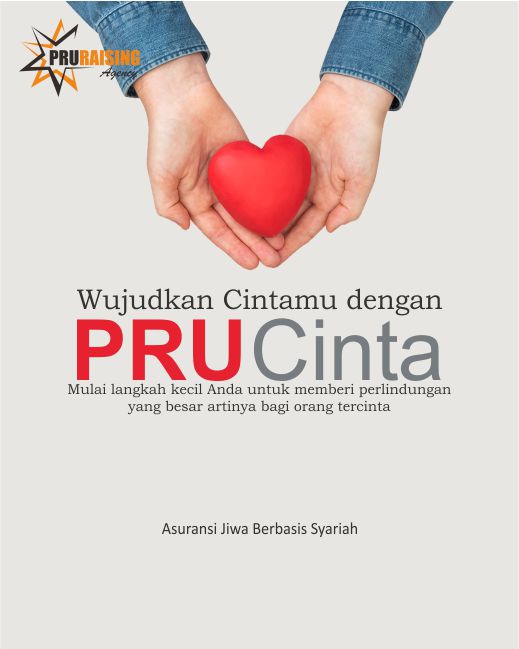 PRURAISING
Agency
Wujudkan Cintamu dengan
PRUCinta
Mulai langkah kecil Anda untuk memberi perlindungan
yang besar artinya bagi orang tercinta
Asuransi Jiwa Berbasis Syariah